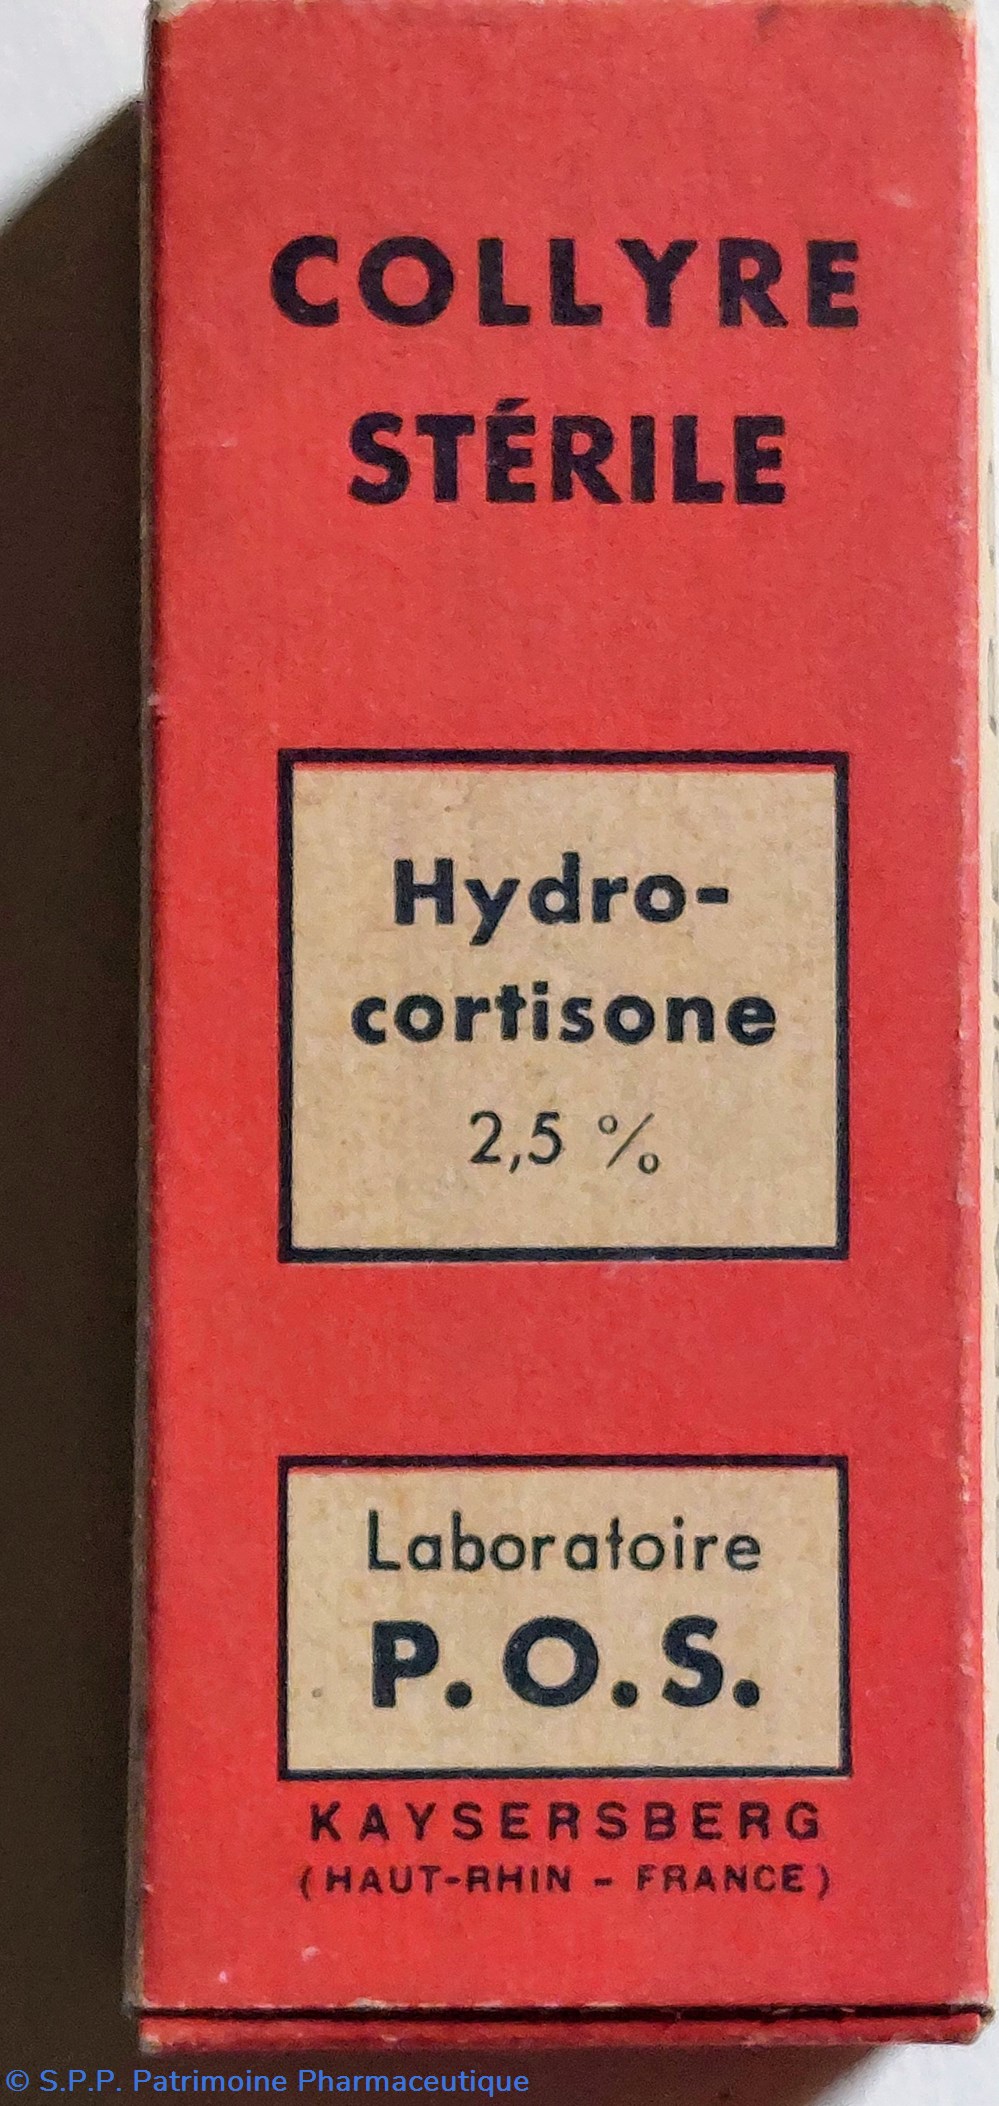 COLLYRE
STÉRILE
Hydro-
cortisone
2,5 %
Laboratoire
P.O.S.
KAYSERSBERG
(HAUT-RHIN - FRANCE)
© S.P.P. Patrimoine Pharmaceutique